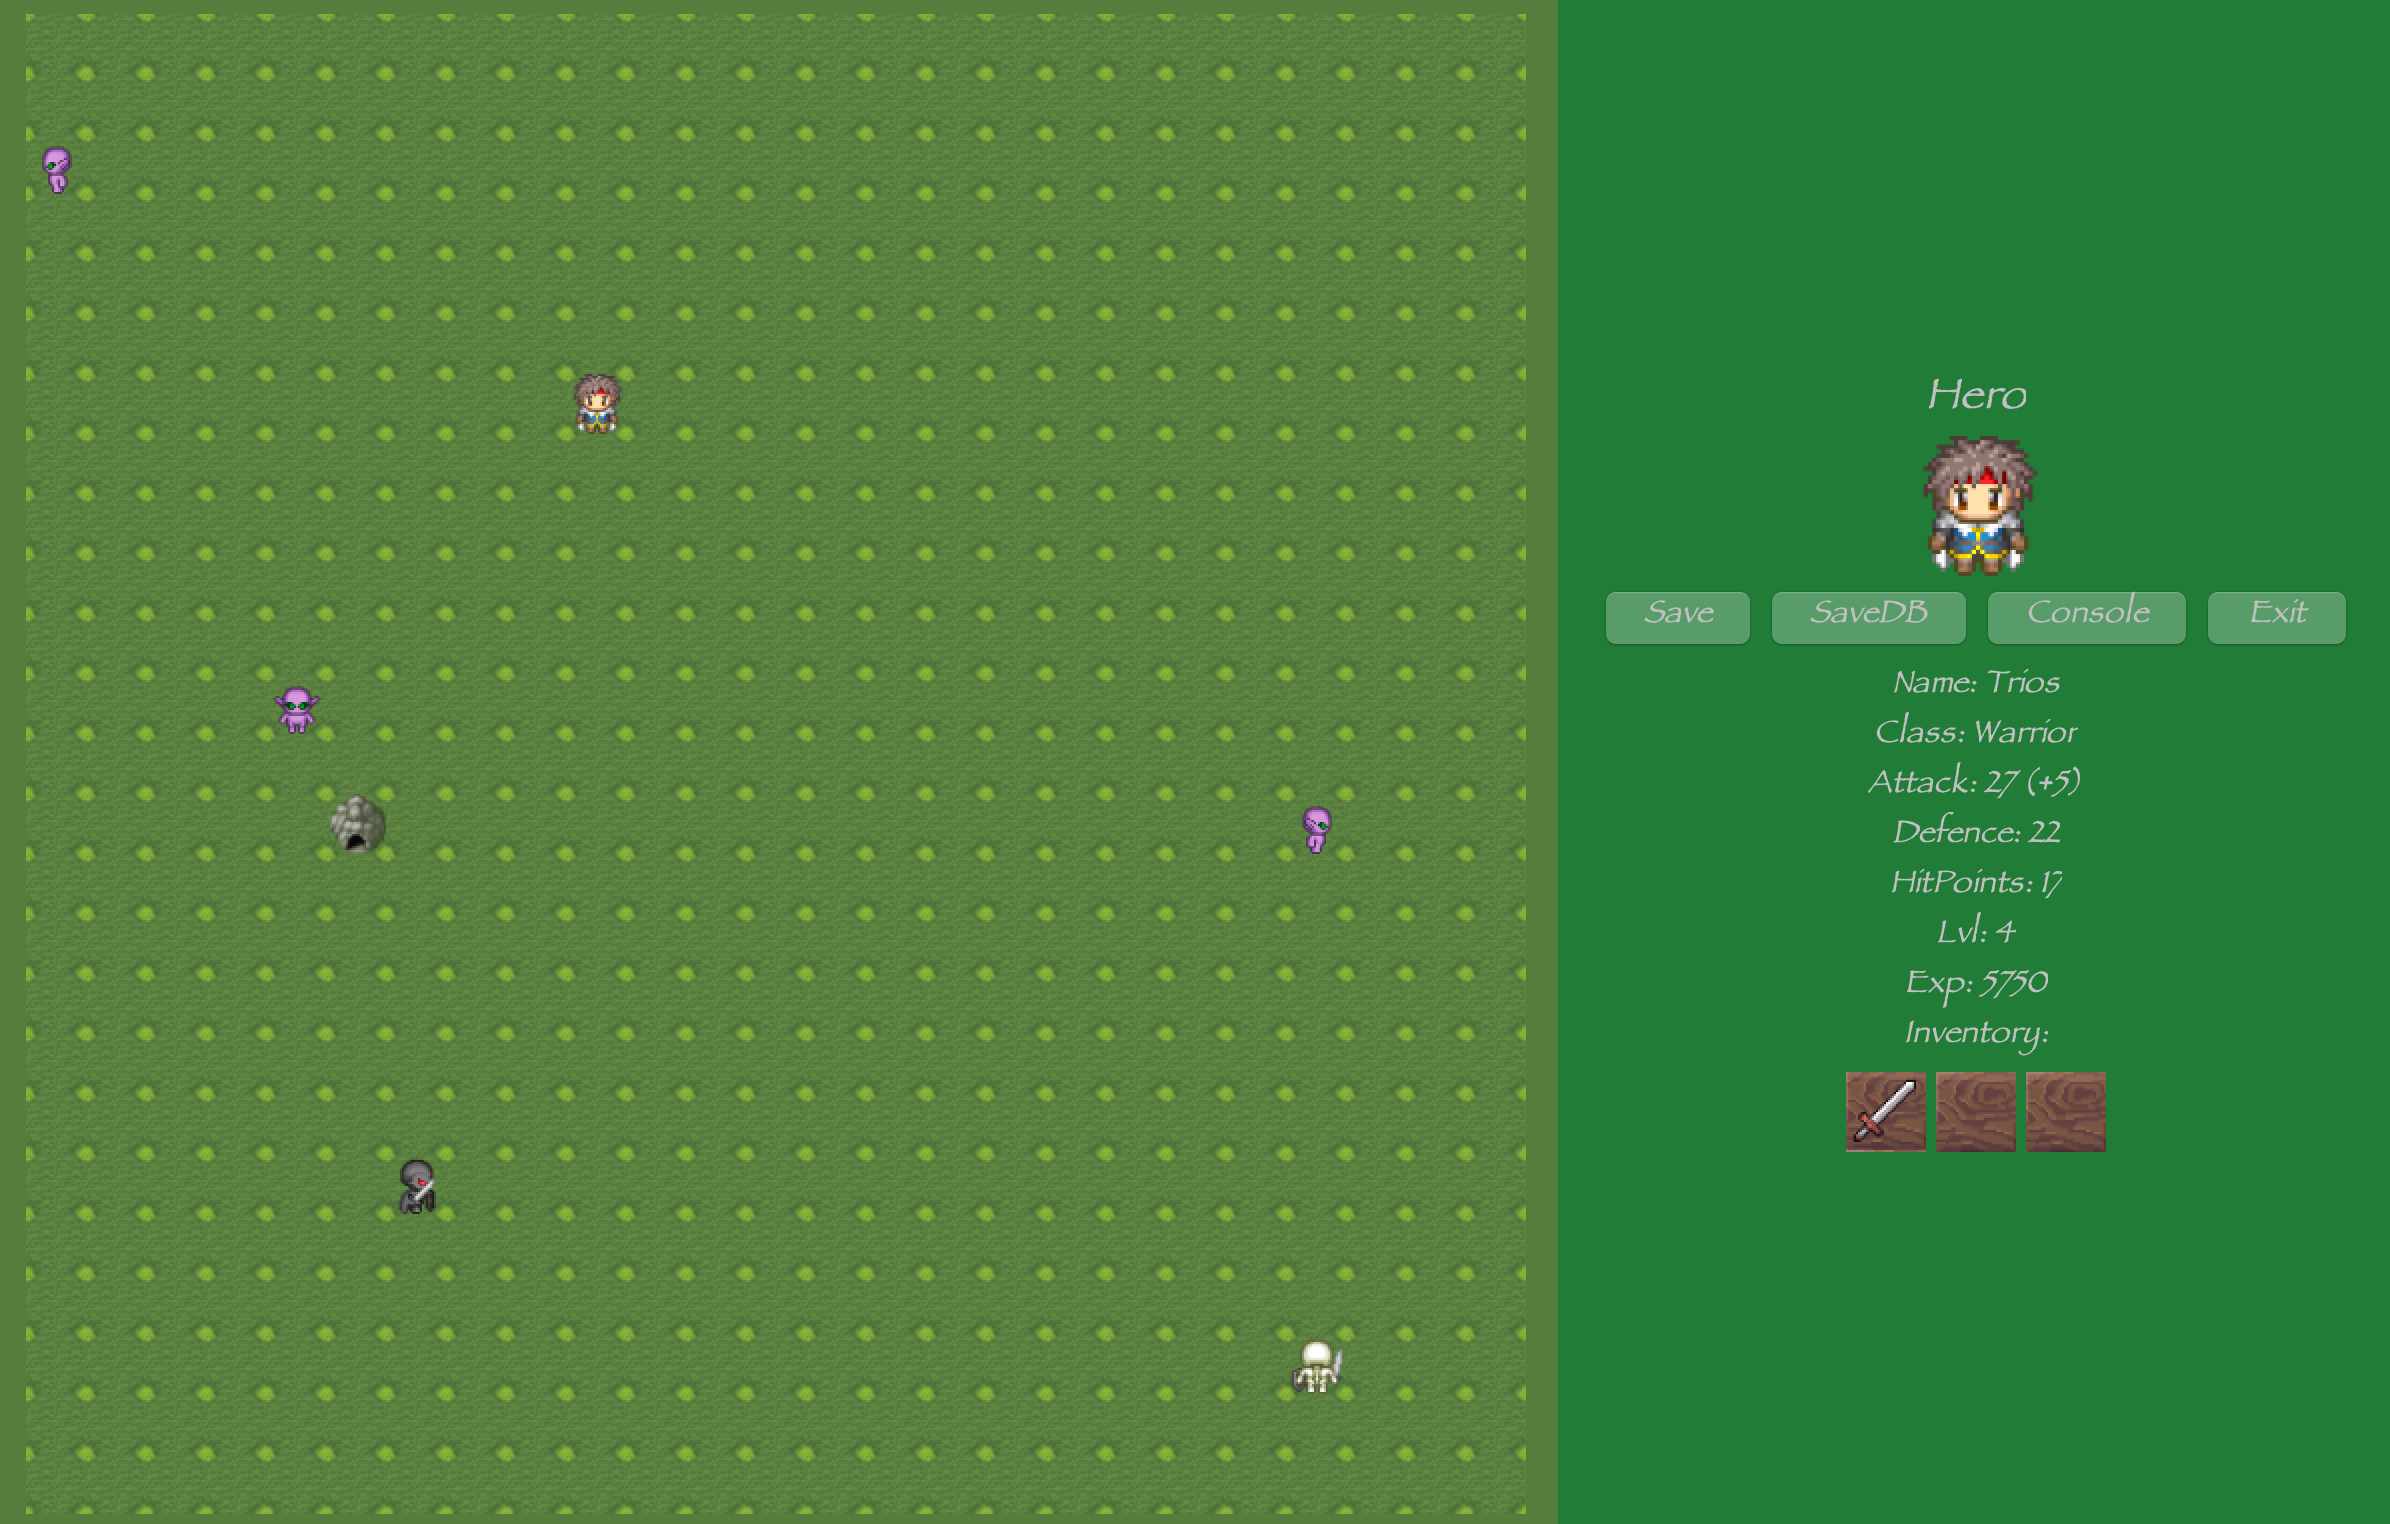 Hero
Save SaveDB Console Exit
Name: Trios
Class: Warrior
Attack: 27 (+5)
Defence: 22
HitPoints: 17
Lvl: 4
Exp: 5750
Inventory: